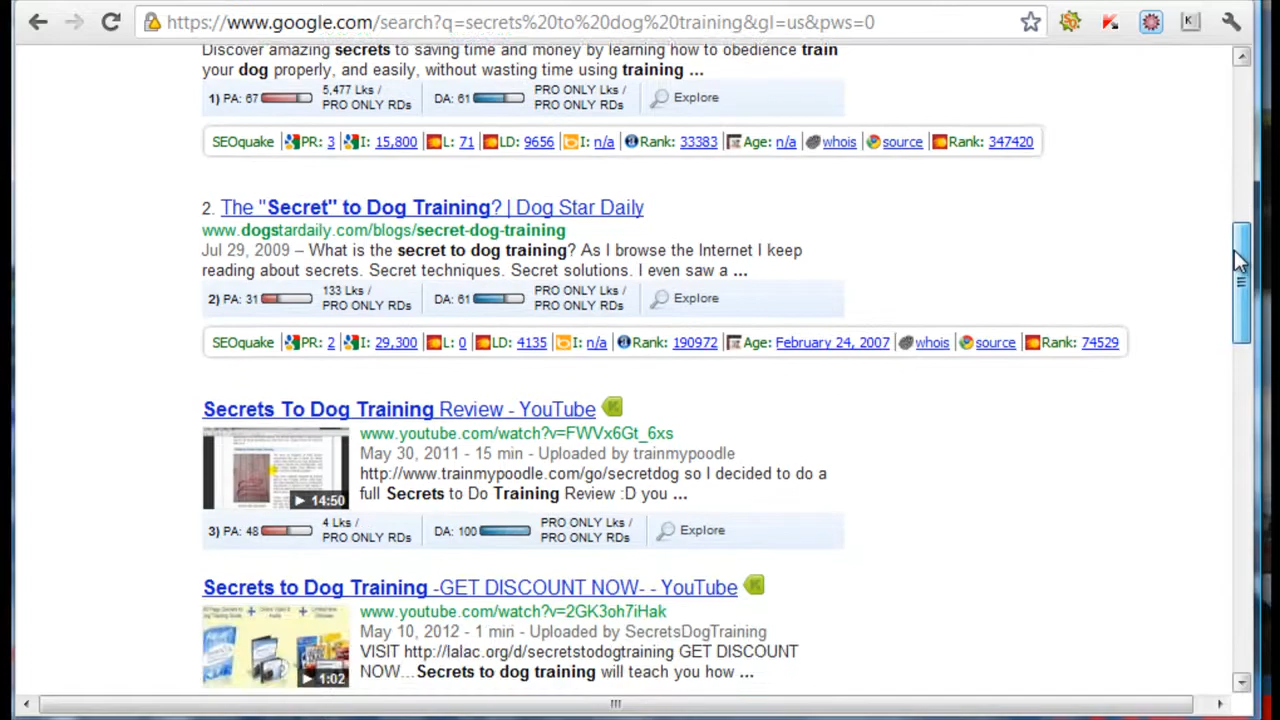 https://www.google.com/search?q=secrets%20to%20dog%20training&gl=us&pws=0
Discover amazing secrets to saving time and money by learning how to obedience train
your dog properly, and easily, without wasting time using training ...
1) PA: 67 5,477 Lks / PRO ONLY RDs DA: 61 PRO ONLY Lks / PRO ONLY RDs Explore
SEOquake PR: 3 I: 15,800 L: 71 LD: 9656 I: n/a Rank: 33383 Age: n/a whois source Rank: 347420
2. The "Secret" to Dog Training? | Dog Star Daily
www.dogstardaily.com/blogs/secret-dog-training
Jul 29, 2009 – What is the secret to dog training? As I browse the Internet I keep
reading about secrets. Secret techniques. Secret solutions. I even saw a ...
2) PA: 31 133 Lks / PRO ONLY RDs DA: 61 PRO ONLY Lks / PRO ONLY RDs Explore
SEOquake PR: 2 I: 29,300 L: 0 LD: 4135 I: n/a Rank: 190972 Age: February 24, 2007 whois source Rank: 74529
Secrets To Dog Training Review - YouTube
www.youtube.com/watch?v=FWVx6Gt_6xs
May 30, 2011 - 15 min - Uploaded by trainmypoodle
http://www.trainmypoodle.com/go/secretdog so I decided to do a
full Secrets to Do Training Review :D you ...
14:50
3) PA: 48 4 Lks / PRO ONLY RDs DA: 100 PRO ONLY Lks / PRO ONLY RDs Explore
Secrets to Dog Training -GET DISCOUNT NOW- - YouTube
www.youtube.com/watch?v=2GK3oh7iHak
May 10, 2012 - 1 min - Uploaded by SecretsDogTraining
VISIT http://lalac.org/d/secretstodogtraining GET DISCOUNT
NOW...Secrets to dog training will teach you how ...
1:02